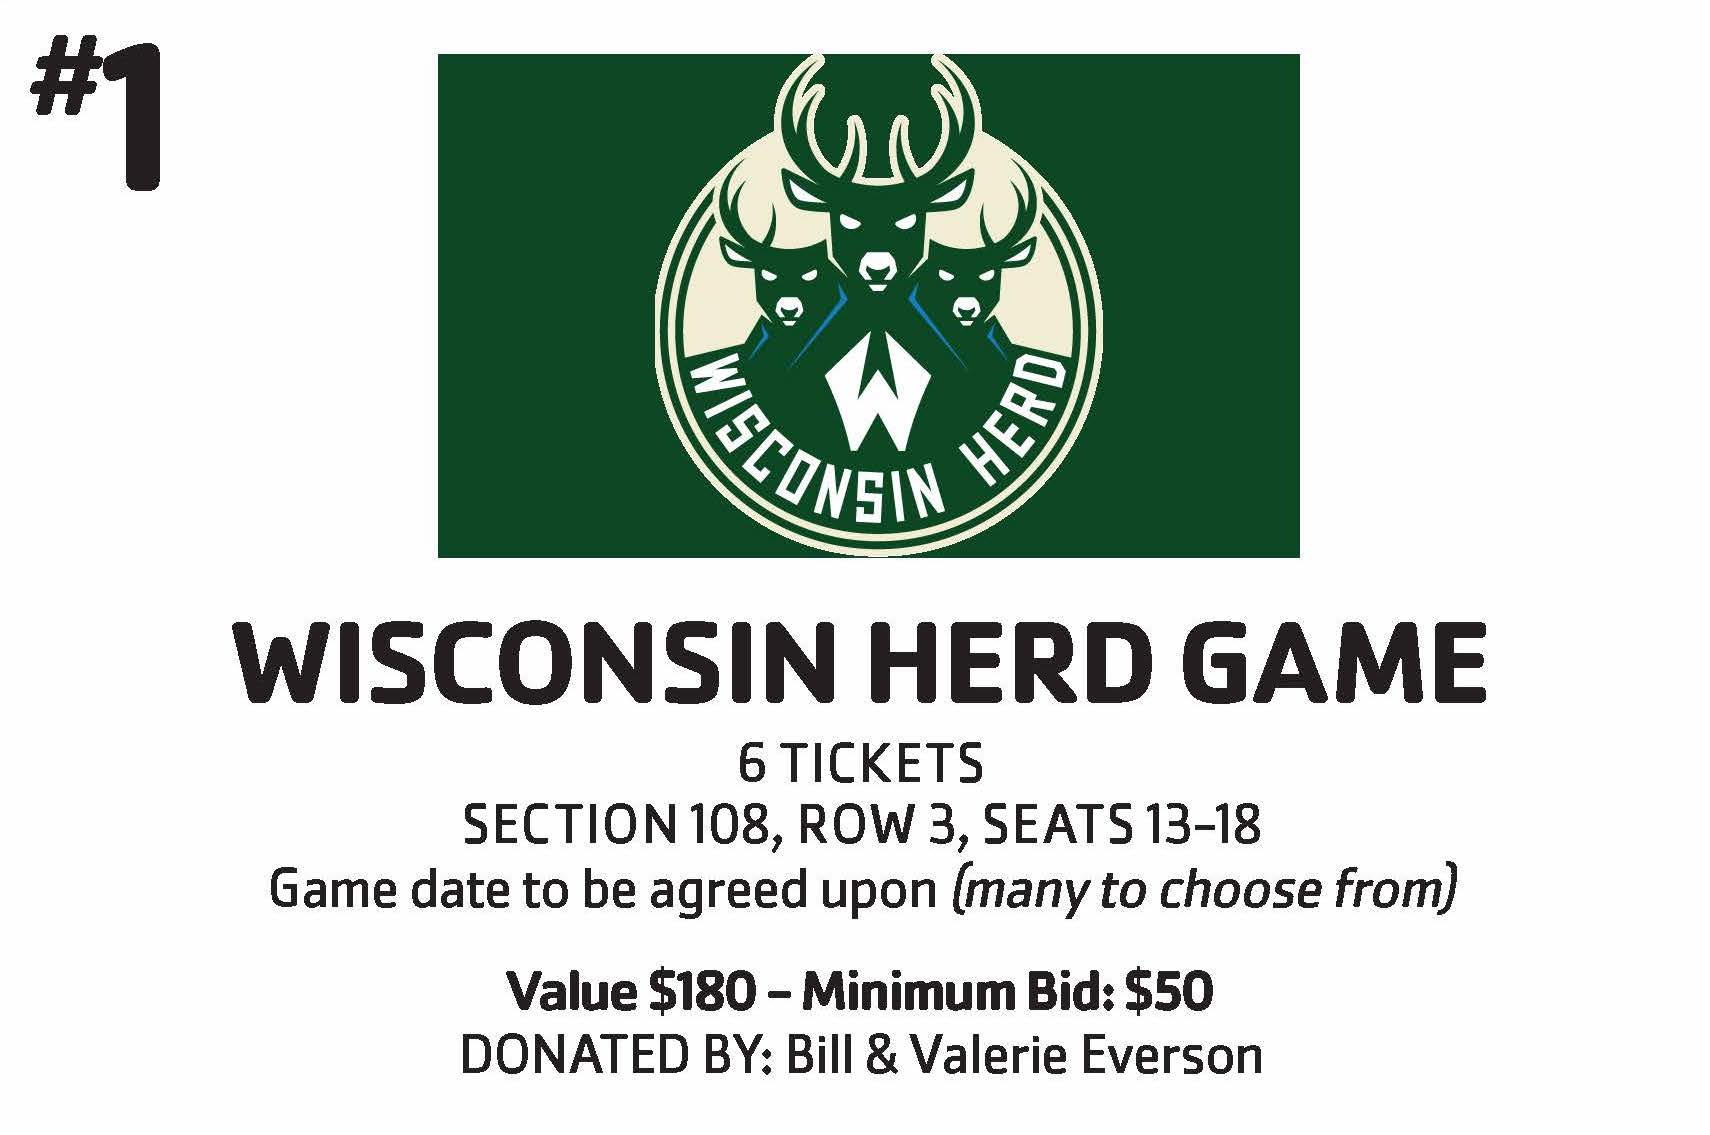 #1
W
WISCONSIN HERD
WISCONSIN HERD GAME
6 TICKETS
SECTION 108, ROW 3, SEATS 13-18
Game date to be agreed upon (many to choose from)
Value $180 – Minimum Bid: $50
DONATED BY: Bill & Valerie Everson